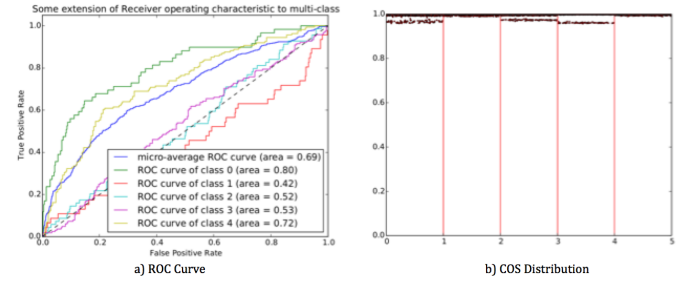 Some extension of Receiver operating characteristic to multi-class
1.0
0.8
0.6
0.4
0.2
0.0
0.0 0.2 0.4 0.6 0.8 1.0
True Positive Rate
False Positive Rate
micro-average ROC curve (area = 0.69)
ROC curve of class 0 (area = 0.80)
ROC curve of class 1 (area = 0.42)
ROC curve of class 2 (area = 0.52)
ROC curve of class 3 (area = 0.53)
ROC curve of class 4 (area = 0.72)
a) ROC Curve
1.0
0.8
0.6
0.4
0.2
0.0
0 1 2 3 4 5
b) COS Distribution